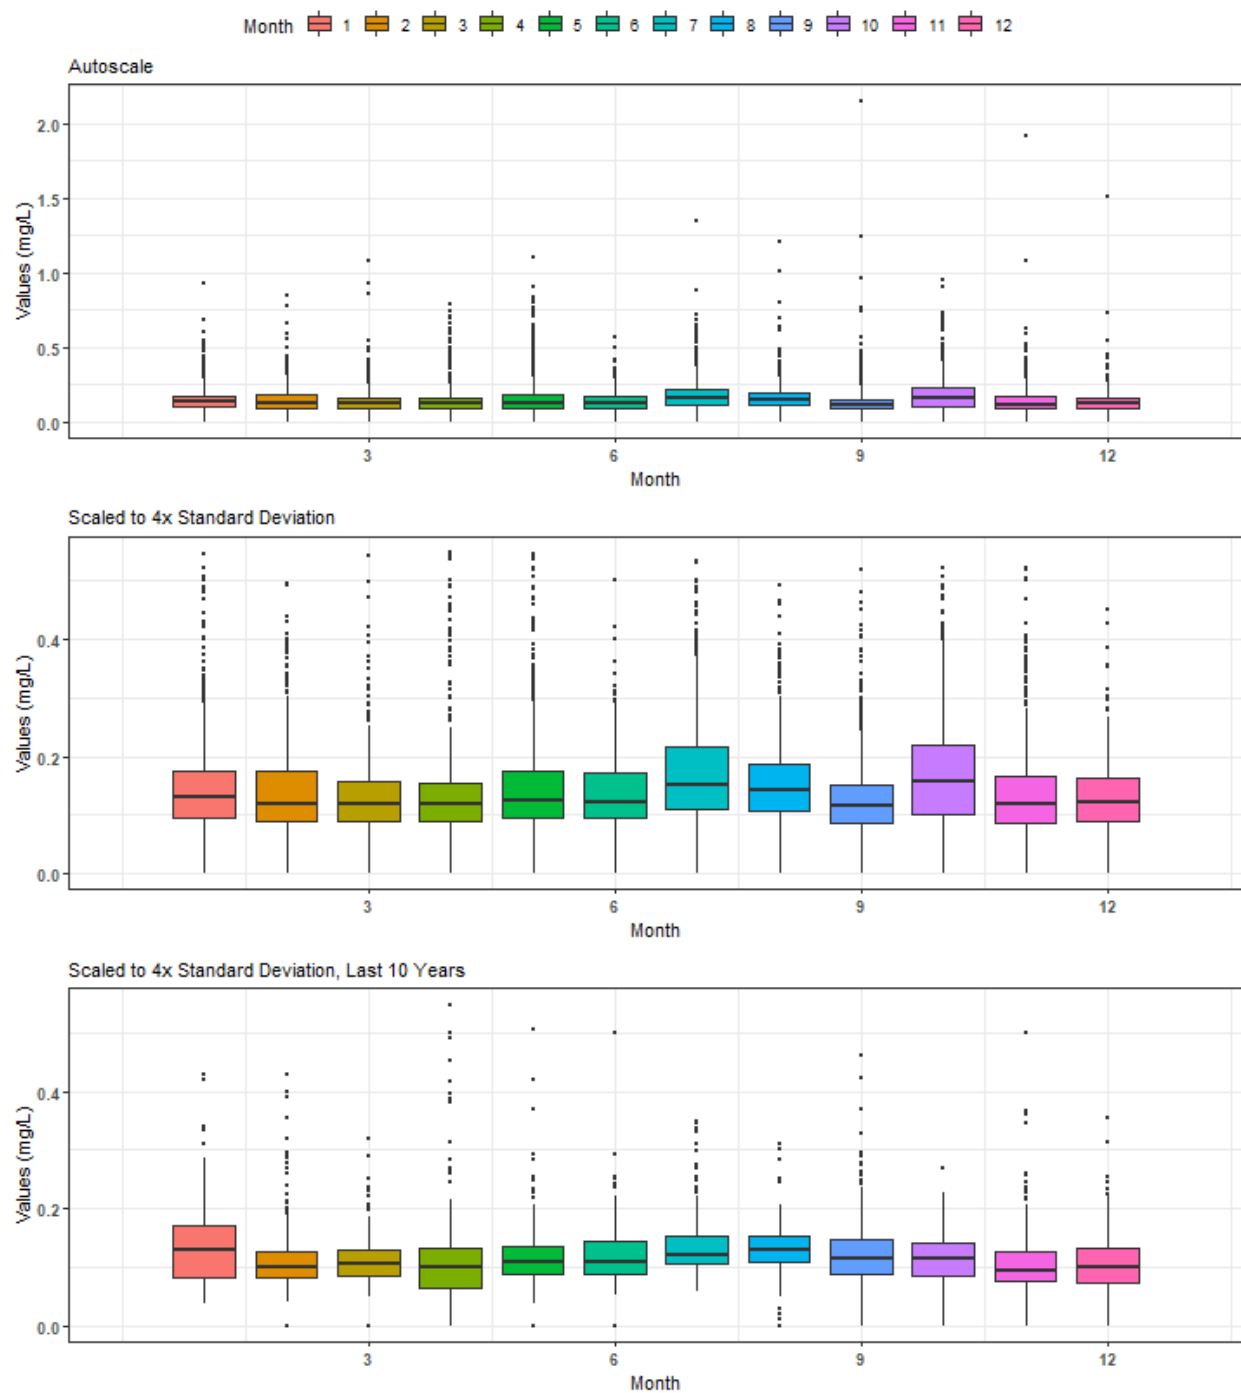 Month 1 2 3 4 5 6 7 8 9 10 11 12
Autoscale
Values (mg/L)
2.0
1.5
1.0
0.5
0.0
3 6 9 12
Month
Scaled to 4x Standard Deviation
Values (mg/L)
0.4
0.2
0.0
3 6 9 12
Month
Scaled to 4x Standard Deviation, Last 10 Years
Values (mg/L)
0.4
0.2
0.0
3 6 9 12
Month